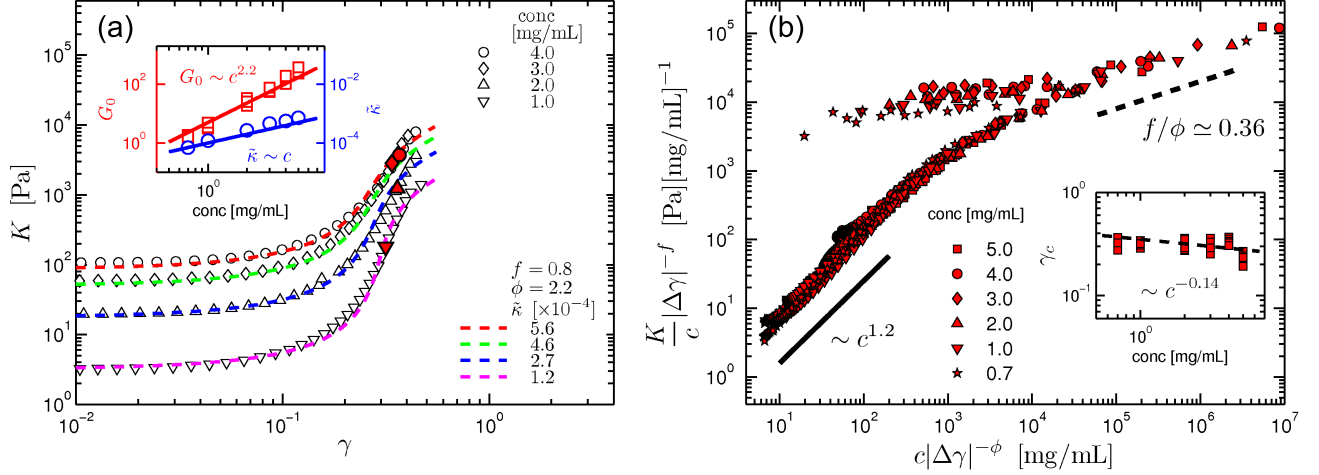 (a)
K [Pa]
10^5
10^4
10^3
10^2
10^1
10^0
10^-2
10^-1
10^0
γ
conc
[mg/mL]
4.0
3.0
2.0
1.0
G_0
10^2
10^0
G_0 ∼ c^2.2
κ̃ ∼ c
10^-2
10^-4
κ̃
10^0
conc [mg/mL]
f = 0.8
ϕ = 2.2
κ̃ [×10^-4]
5.6
4.6
2.7
1.2
(b)
K/c |Δγ|^-f [Pa][mg/mL]^-1
10^5
10^4
10^3
10^2
10^1
10^0
10^1
10^2
10^3
10^4
10^5
10^6
10^7
c|Δγ|^-ϕ [mg/mL]
f/ϕ ≃ 0.36
∼ c^1.2
conc [mg/mL]
5.0
4.0
3.0
2.0
1.0
0.7
γ_c
10^0
10^-1
∼ c^-0.14
10^0
conc [mg/mL]